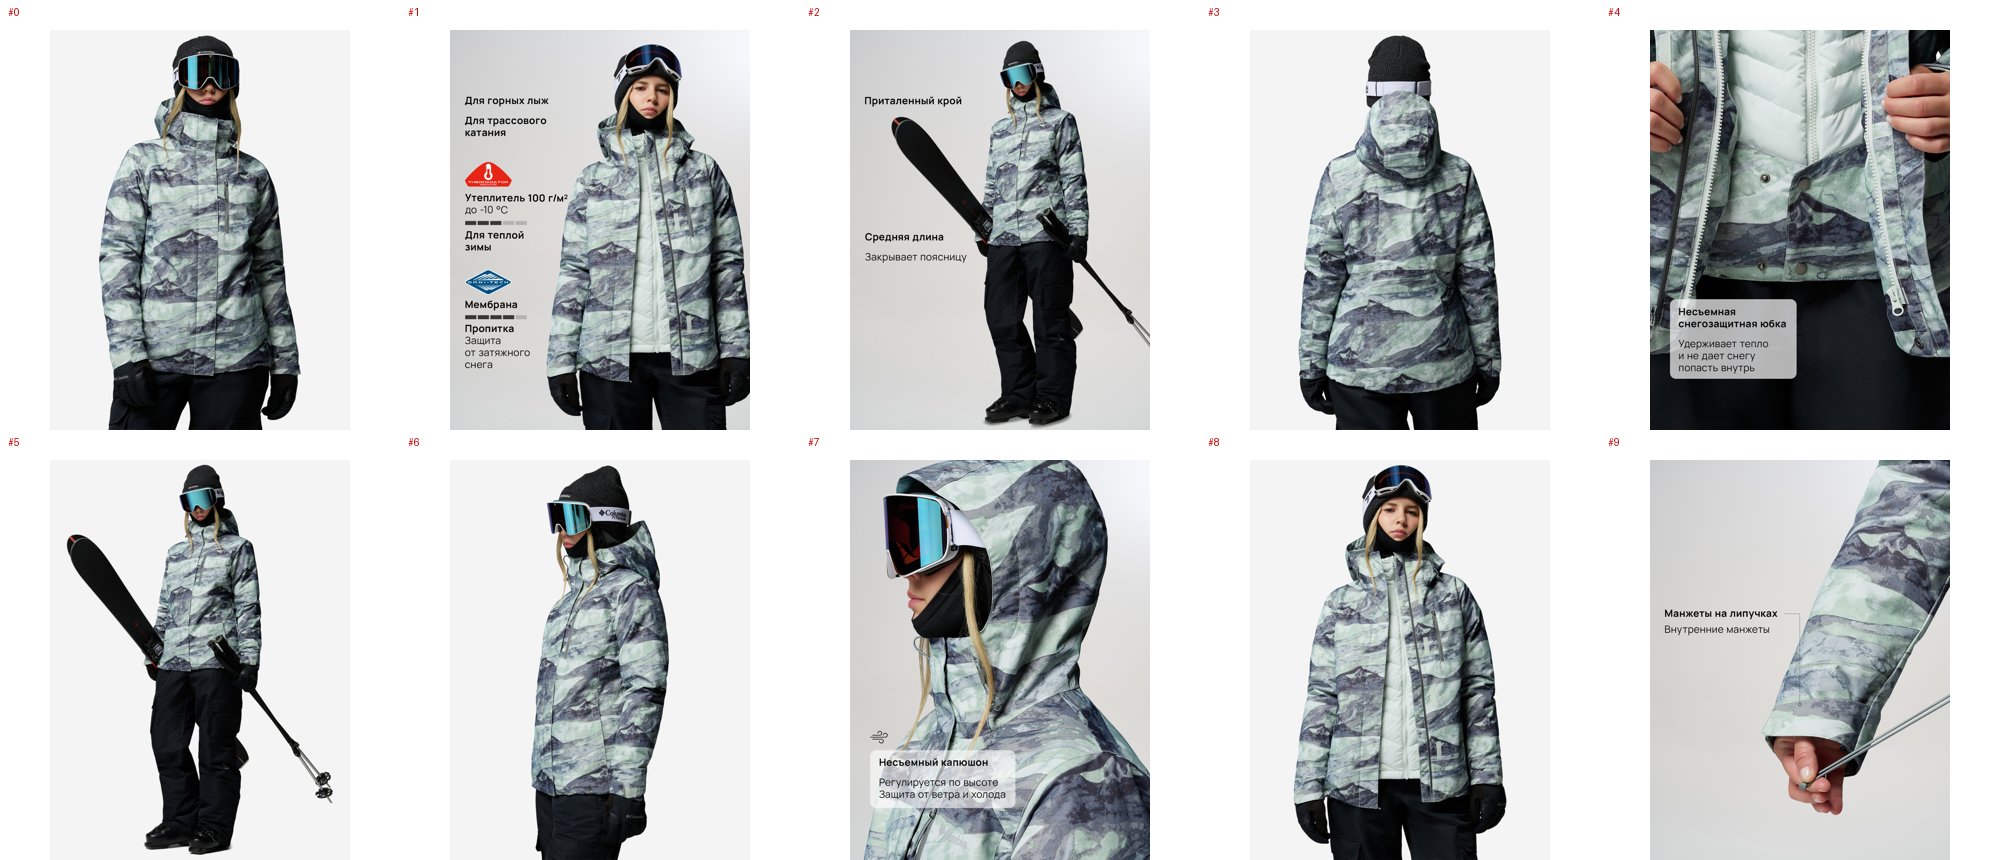 #0
#1
#2
#3
#4
Для горных лыж
Для трассового
катания
Утеплитель 100 г/м²
до -10 °C
Для теплой
зимы
OMNI-TECH
Мембрана
Пропитка
Защита
от затяжного
снега
Приталенный крой
Средняя длина
Закрывает поясницу
Несъемная
снегозащитная юбка
Удерживает тепло
и не дает снегу
попасть внутрь
#5
#6
#7
#8
#9
Columbia
Columbia
Несъемный капюшон
Регулируется по высоте
Защита от ветра и холода
Манжеты на липучках
Внутренние манжеты